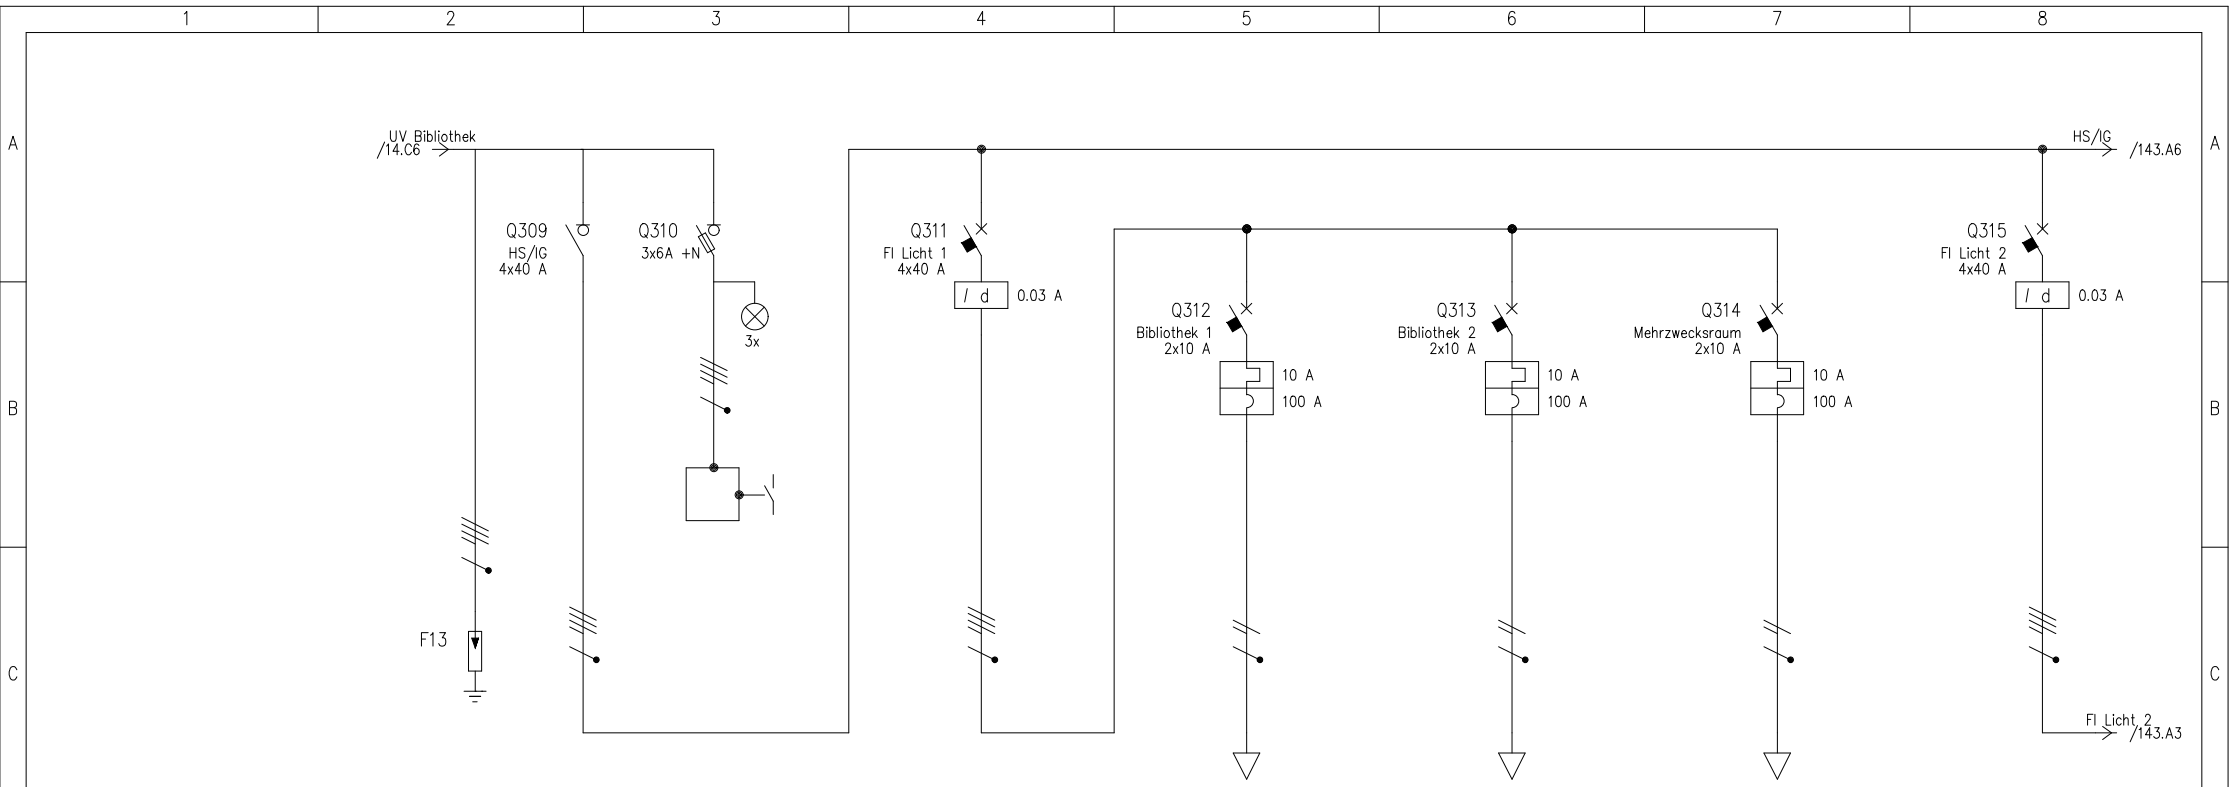 1 2 3 4 5 6 7 8
A A
UV Bibliothek
/14.C6
HS/IG
/143.A6
Q309
HS/IG
4x40 A
Q310
3x6A +N
3x
Q311
FI Licht 1
4x40 A
I d 0.03 A
Q312
Bibliothek 1
2x10 A
10 A
100 A
Q313
Bibliothek 2
2x10 A
10 A
100 A
Q314
Mehrzwecksraum
2x10 A
10 A
100 A
Q315
FI Licht 2
4x40 A
I d 0.03 A
B B
F13
C C
FI Licht 2
/143.A3